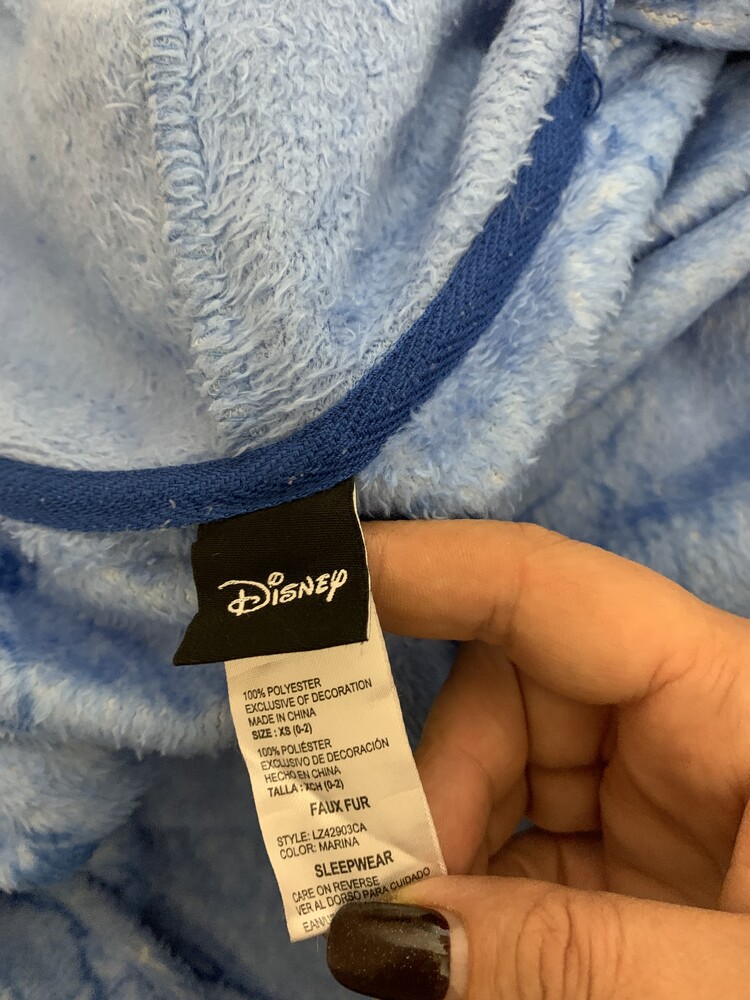 Disney
100% POLYESTER
EXCLUSIVE OF DECORATION
MADE IN CHINA
SIZE : XS (0-2)
100% POLIÉSTER
EXCLUSIVO DE DECORACIÓN
HECHO EN CHINA
TALLA : XCH (0-2)
FAUX FUR
STYLE: LZ42903CA
COLOR: MARINA
SLEEPWEAR
CARE ON REVERSE
VER AL DORSO PARA CUIDADO